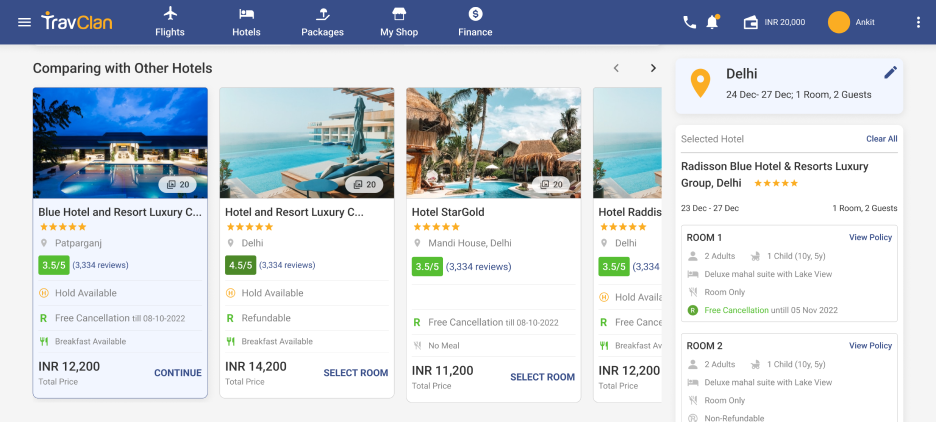 TravClan
Flights
Hotels
Packages
My Shop
Finance
INR 20,000
Ankit
Comparing with Other Hotels
20
Blue Hotel and Resort Luxury C...
Patparganj
3.5/5 (3,334 reviews)
Hold Available
R Free Cancellation till 08-10-2022
Breakfast Available
INR 12,200
Total Price
CONTINUE
20
Hotel and Resort Luxury C...
Delhi
4.5/5 (3,334 reviews)
H Hold Available
R Refundable
Breakfast Available
INR 14,200
Total Price
SELECT ROOM
20
Hotel StarGold
Mandi House, Delhi
3.5/5 (3,334 reviews)
R Free Cancellation till 08-10-2022
No Meal
INR 11,200
Total Price
SELECT ROOM
Hotel Raddis
Delhi
3.5/5 (3,334
H Hold Availa
R Free Cance
Breakfast Av
INR 12,200
Total Price
Delhi
24 Dec- 27 Dec; 1 Room, 2 Guests
Selected Hotel
Clear All
Radisson Blue Hotel & Resorts Luxury
Group, Delhi
23 Dec - 27 Dec
1 Room, 2 Guests
ROOM 1
View Policy
2 Adults
1 Child (10y, 5y)
Deluxe mahal suite with Lake View
Room Only
R Free Cancellation untill 05 Nov 2022
ROOM 2
View Policy
2 Adults
1 Child (10y, 5y)
Deluxe mahal suite with Lake View
Room Only
Non-Refundable